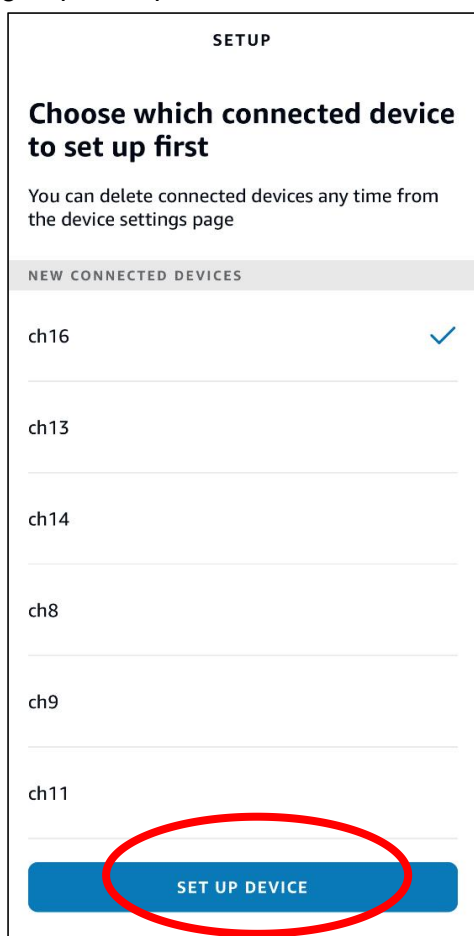 SETUP
Choose which connected device
to set up first
You can delete connected devices any time from
the device settings page
NEW CONNECTED DEVICES
ch16
ch13
ch14
ch8
ch9
ch11
SET UP DEVICE